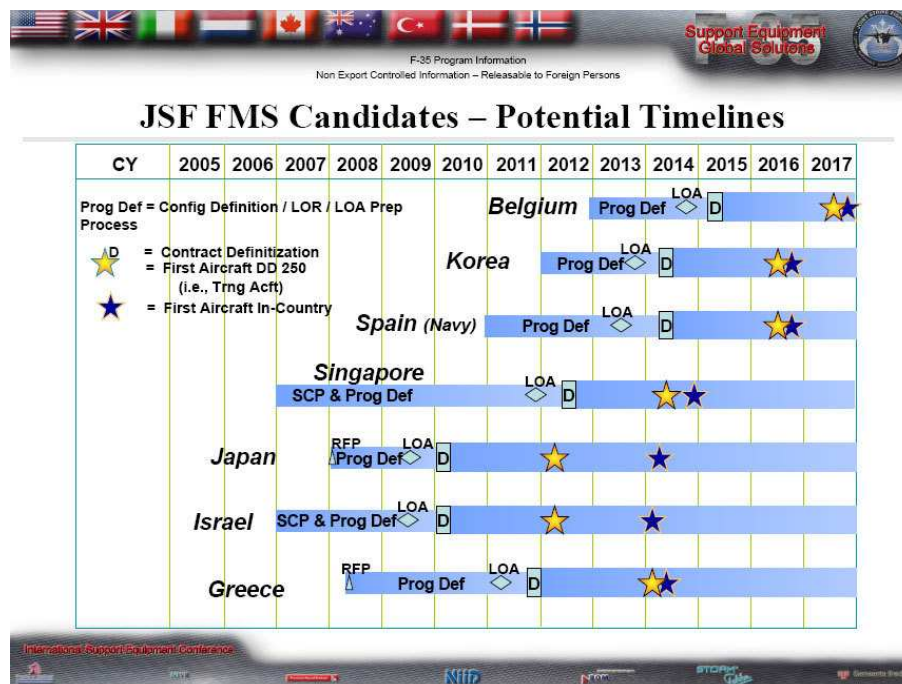 F-35
Support Equipment
Global Solutions
F-35 Program Information
Non Export Controlled Information – Releasable to Foreign Persons
JSF FMS Candidates – Potential Timelines
CY 2005 2006 2007 2008 2009 2010 2011 2012 2013 2014 2015 2016 2017
Prog Def = Config Definition / LOR / LOA Prep
Process
D = Contract Definitization
= First Aircraft DD 250
(i.e., Trng Acft)
= First Aircraft In-Country
Belgium Prog Def LOA D
Korea Prog Def LOA D
Spain (Navy) Prog Def LOA D
Singapore
SCP & Prog Def LOA D
Japan RFP Prog Def LOA D
Israel SCP & Prog Def LOA D
Greece RFP Prog Def LOA D
International Support Equipment Conference